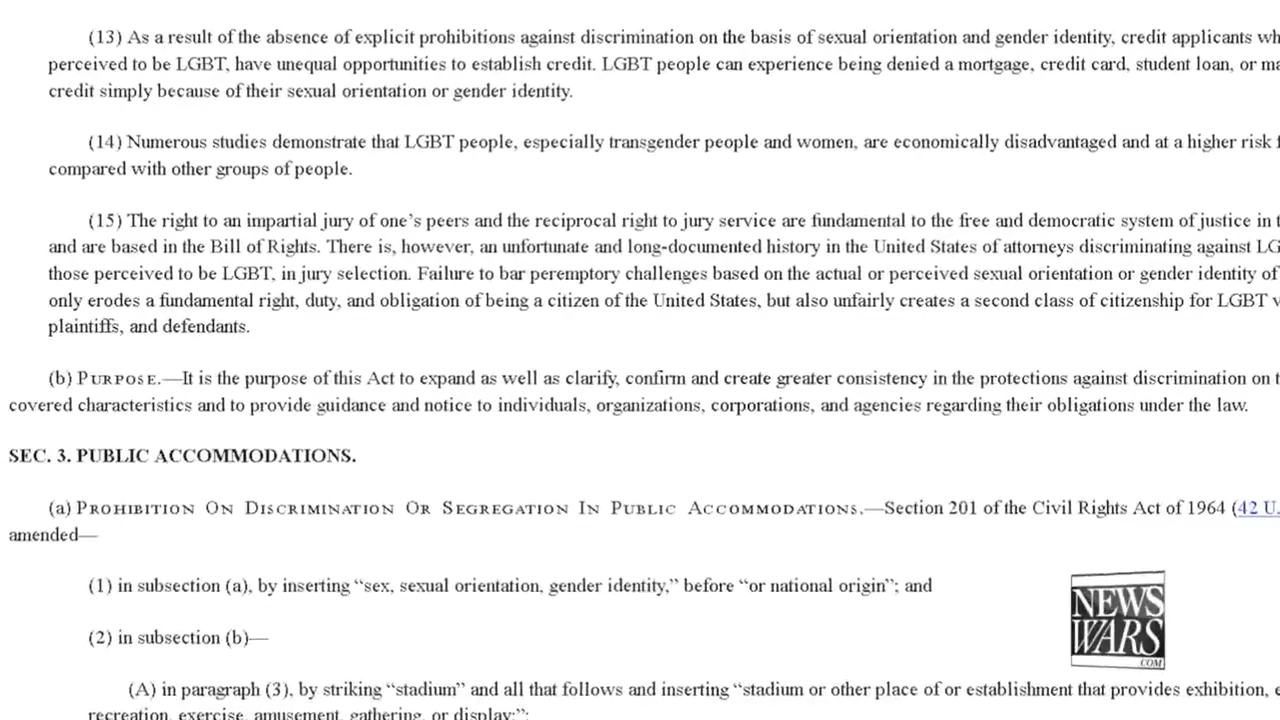 (13) As a result of the absence of explicit prohibitions against discrimination on the basis of sexual orientation and gender identity, credit applicants
perceived to be LGBT, have unequal opportunities to establish credit. LGBT people can experience being denied a mortgage, credit card, student loan, or
credit simply because of their sexual orientation or gender identity.
(14) Numerous studies demonstrate that LGBT people, especially transgender people and women, are economically disadvantaged and at a higher risk
compared with other groups of people.
(15) The right to an impartial jury of one’s peers and the reciprocal right to jury service are fundamental to the free and democratic system of justice in
and are based in the Bill of Rights. There is, however, an unfortunate and long-documented history in the United States of attorneys discriminating against
those perceived to be LGBT, in jury selection. Failure to bar peremptory challenges based on the actual or perceived sexual orientation or gender identity of
only erodes a fundamental right, duty, and obligation of being a citizen of the United States, but also unfairly creates a second class of citizenship for LGBT
plaintiffs, and defendants.
(b) PURPOSE.—It is the purpose of this Act to expand as well as clarify, confirm and create greater consistency in the protections against discrimination on
covered characteristics and to provide guidance and notice to individuals, organizations, corporations, and agencies regarding their obligations under the law.
SEC. 3. PUBLIC ACCOMMODATIONS.
(a) PROHIBITION ON DISCRIMINATION OR SEGREGATION IN PUBLIC ACCOMMODATIONS.—Section 201 of the Civil Rights Act of 1964 (42 U.
amended—
(1) in subsection (a), by inserting “sex, sexual orientation, gender identity,” before “or national origin”; and
(2) in subsection (b)—
NEWS
WARS
.COM
(A) in paragraph (3), by striking “stadium” and all that follows and inserting “stadium or other place of or establishment that provides exhibition,
recreation, exercise, amusement, gathering, or display;”;